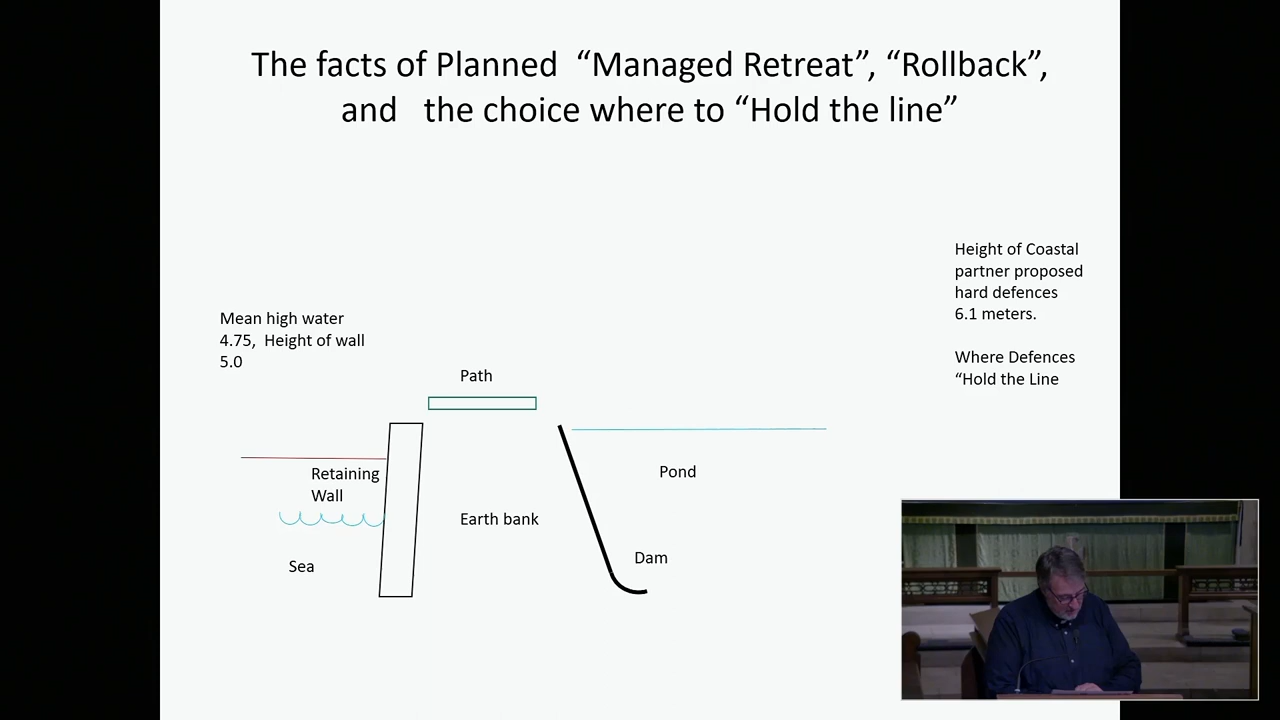 The facts of Planned “Managed Retreat”, “Rollback”,
and the choice where to “Hold the line”
Height of Coastal
partner proposed
hard defences
6.1 meters.
Where Defences
“Hold the Line
Mean high water
4.75, Height of wall
5.0
Path
Retaining
Wall
Pond
Earth bank
Dam
Sea